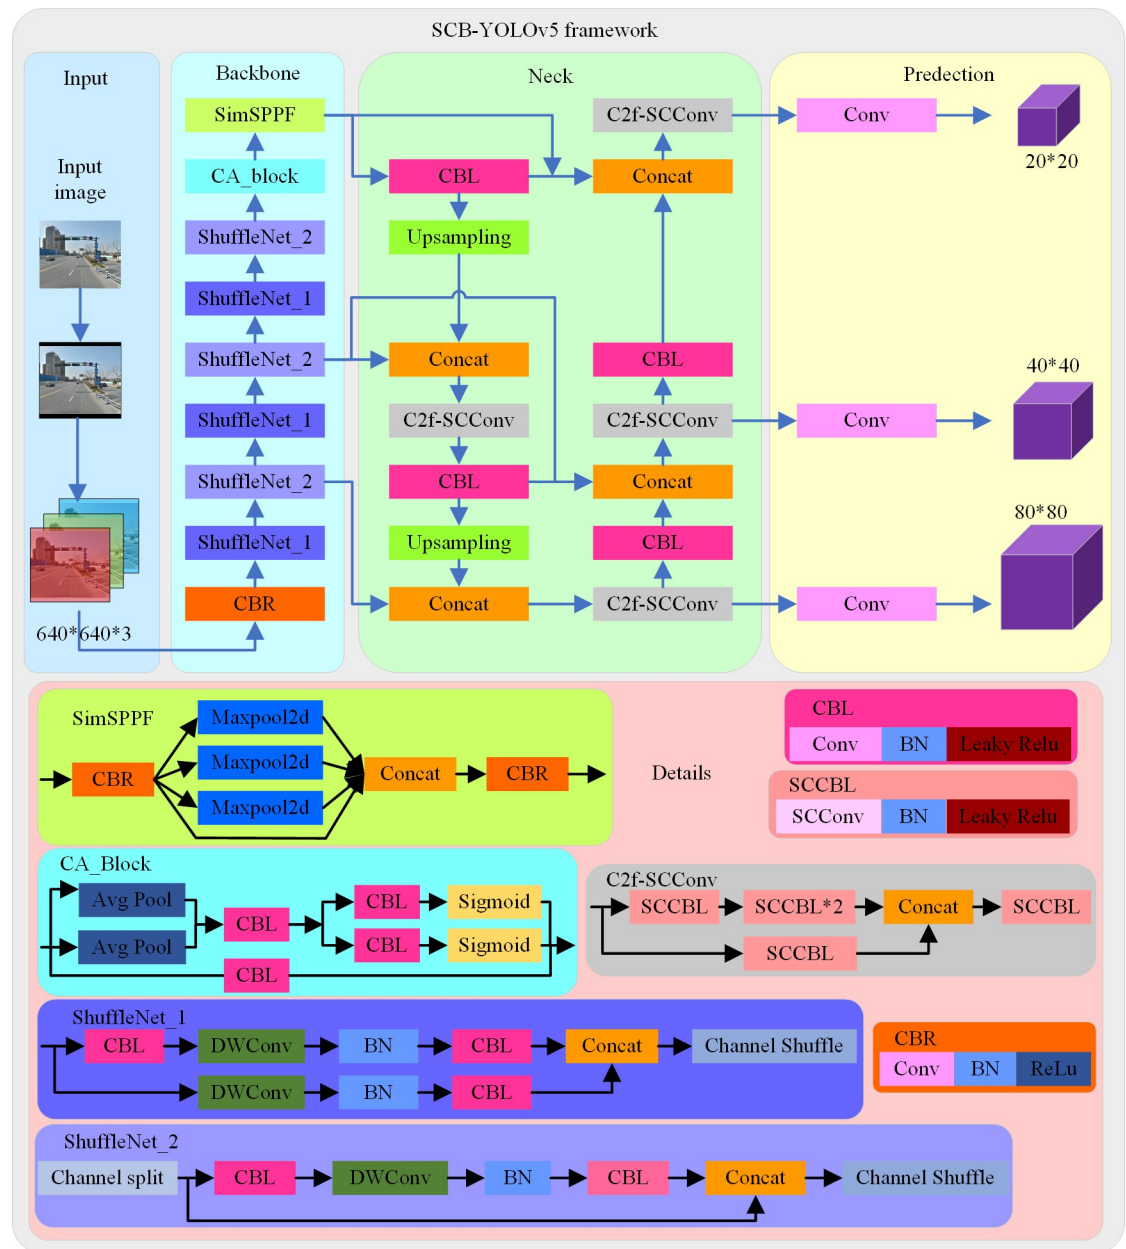 SCB-YOLOv5 framework
Input
Input
image
640*640*3
Backbone
SimSPPF
CA_block
ShuffleNet_2
ShuffleNet_1
ShuffleNet_2
ShuffleNet_1
ShuffleNet_2
ShuffleNet_1
CBR
Neck
CBL
Upsampling
Concat
C2f-SCConv
CBL
Upsampling
Concat
C2f-SCConv
Concat
CBL
C2f-SCConv
Concat
CBL
C2f-SCConv
Predection
Conv
20*20
40*40
Conv
80*80
Conv
SimSPPF
CBR
Maxpool2d
Maxpool2d
Maxpool2d
Concat
CBR
Details
CBL
Conv BN Leaky Relu
SCCBL
SCConv BN Leaky Relu
CA_Block
Avg Pool
Avg Pool
CBL
CBL
Sigmoid
CBL
Sigmoid
CBL
C2f-SCConv
SCCBL
SCCBL*2
Concat
SCCBL
SCCBL
ShuffleNet_1
CBL DWConv BN CBL Concat Channel Shuffle
DWConv BN CBL
CBR
Conv BN ReLu
ShuffleNet_2
Channel split CBL DWConv BN CBL Concat Channel Shuffle